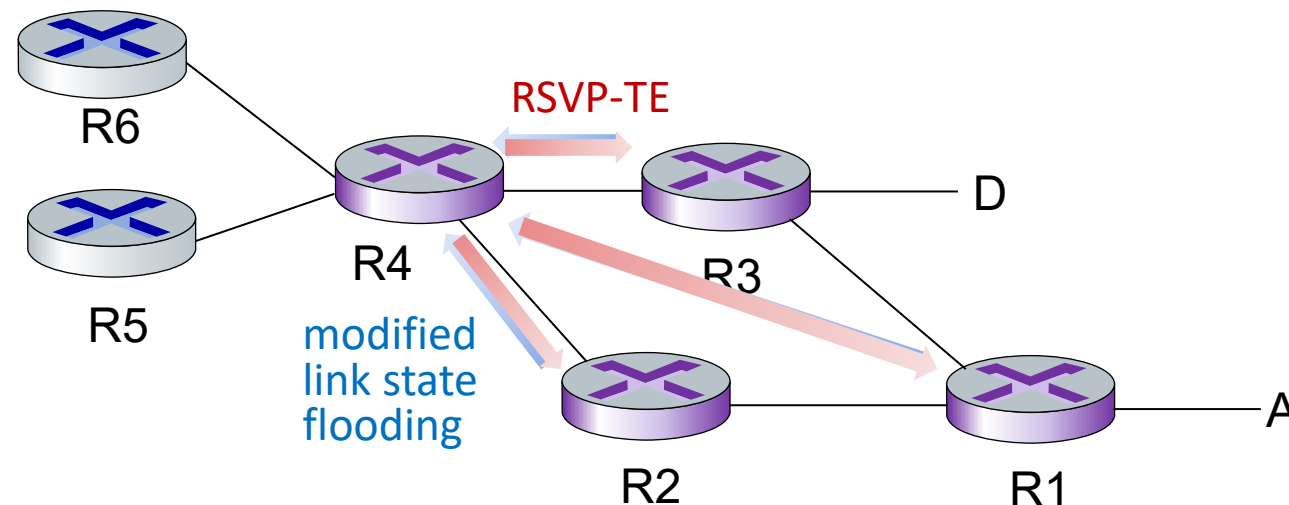 R6
RSVP-TE
D
R4
R3
R5
modified
link state
flooding
A
R2
R1